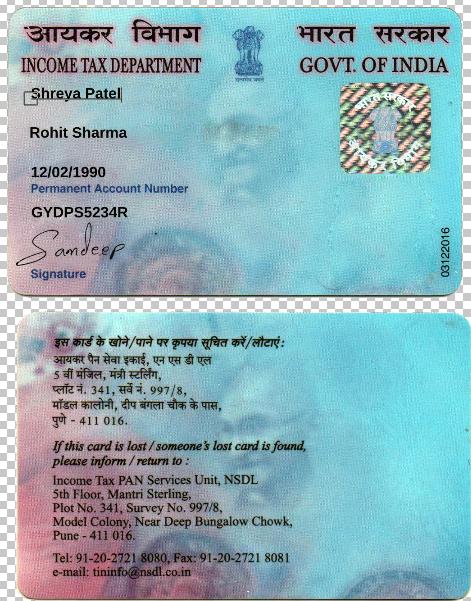 आयकर विभाग
भारत सरकार
INCOME TAX DEPARTMENT
GOVT. OF INDIA
सत्यमेव जयते
Shreya Patel
भारत सरकार
आयकर विभाग
Rohit Sharma
12/02/1990
Permanent Account Number
GYDPS5234R
Samdeep
Signature
03122016
इस कार्ड के खोने/पाने पर कृपया सूचित करें/लौटाएं :
आयकर पैन सेवा इकाई, एन एस डी एल
5 वीं मंजिल, मंत्री स्टर्लिंग,
प्लॉट नं. 341, सर्वे नं. 997/8,
मॉडल कालोनी, दीप बंगला चौक के पास,
पुणे - 411 016.
If this card is lost / someone's lost card is found,
please inform / return to :
Income Tax PAN Services Unit, NSDL
5th Floor, Mantri Sterling,
Plot No. 341, Survey No. 997/8,
Model Colony, Near Deep Bungalow Chowk,
Pune - 411 016.
Tel: 91-20-2721 8080, Fax: 91-20-2721 8081
e-mail: tininfo@nsdl.co.in